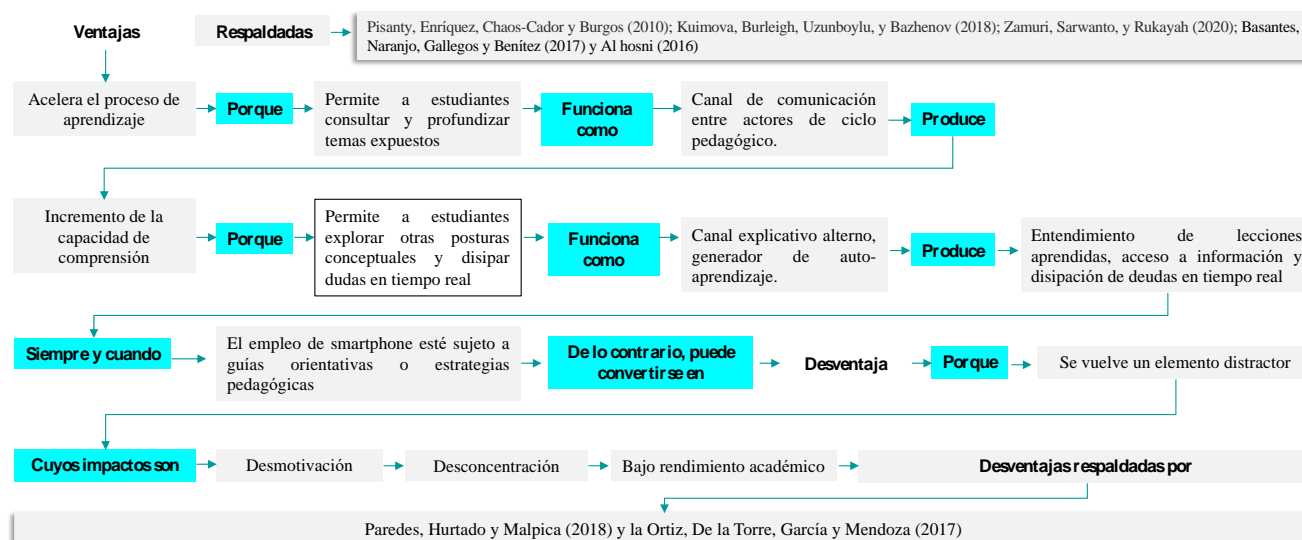 Ventajas
Respaldadas
Pisanty, Enríquez, Chaos-Cador y Burgos (2010); Kuimova, Burleigh, Uzunboylu, y Bazhenov (2018); Zamuri, Sarwanto, y Rukayah (2020); Basantes,
Naranjo, Gallegos y Benítez (2017) y Al hosni (2016)
Acelera el proceso de
aprendizaje
Porque
Permite a estudiantes
consultar y profundizar
temas expuestos
Funciona
como
Canal de comunicación
entre actores de ciclo
pedagógico.
Produce
Incremento de la
capacidad de
comprensión
Porque
Permite a estudiantes
explorar otras posturas
conceptuales y disipar
dudas en tiempo real
Funciona
como
Canal explicativo alterno,
generador de auto-
aprendizaje.
Produce
Entendimiento de lecciones
aprendidas, acceso a información y
disipación de deudas en tiempo real
Siempre y cuando
El empleo de smartphone esté sujeto a
guías orientativas o estrategias
pedagógicas
De lo contrario, puede
convertirse en
Desventaja
Porque
Se vuelve un elemento distractor
Cuyos impactos son
Desmotivación
Desconcentración
Bajo rendimiento académico
Desventajas respaldadas por
Paredes, Hurtado y Malpica (2018) y la Ortiz, De la Torre, García y Mendoza (2017)